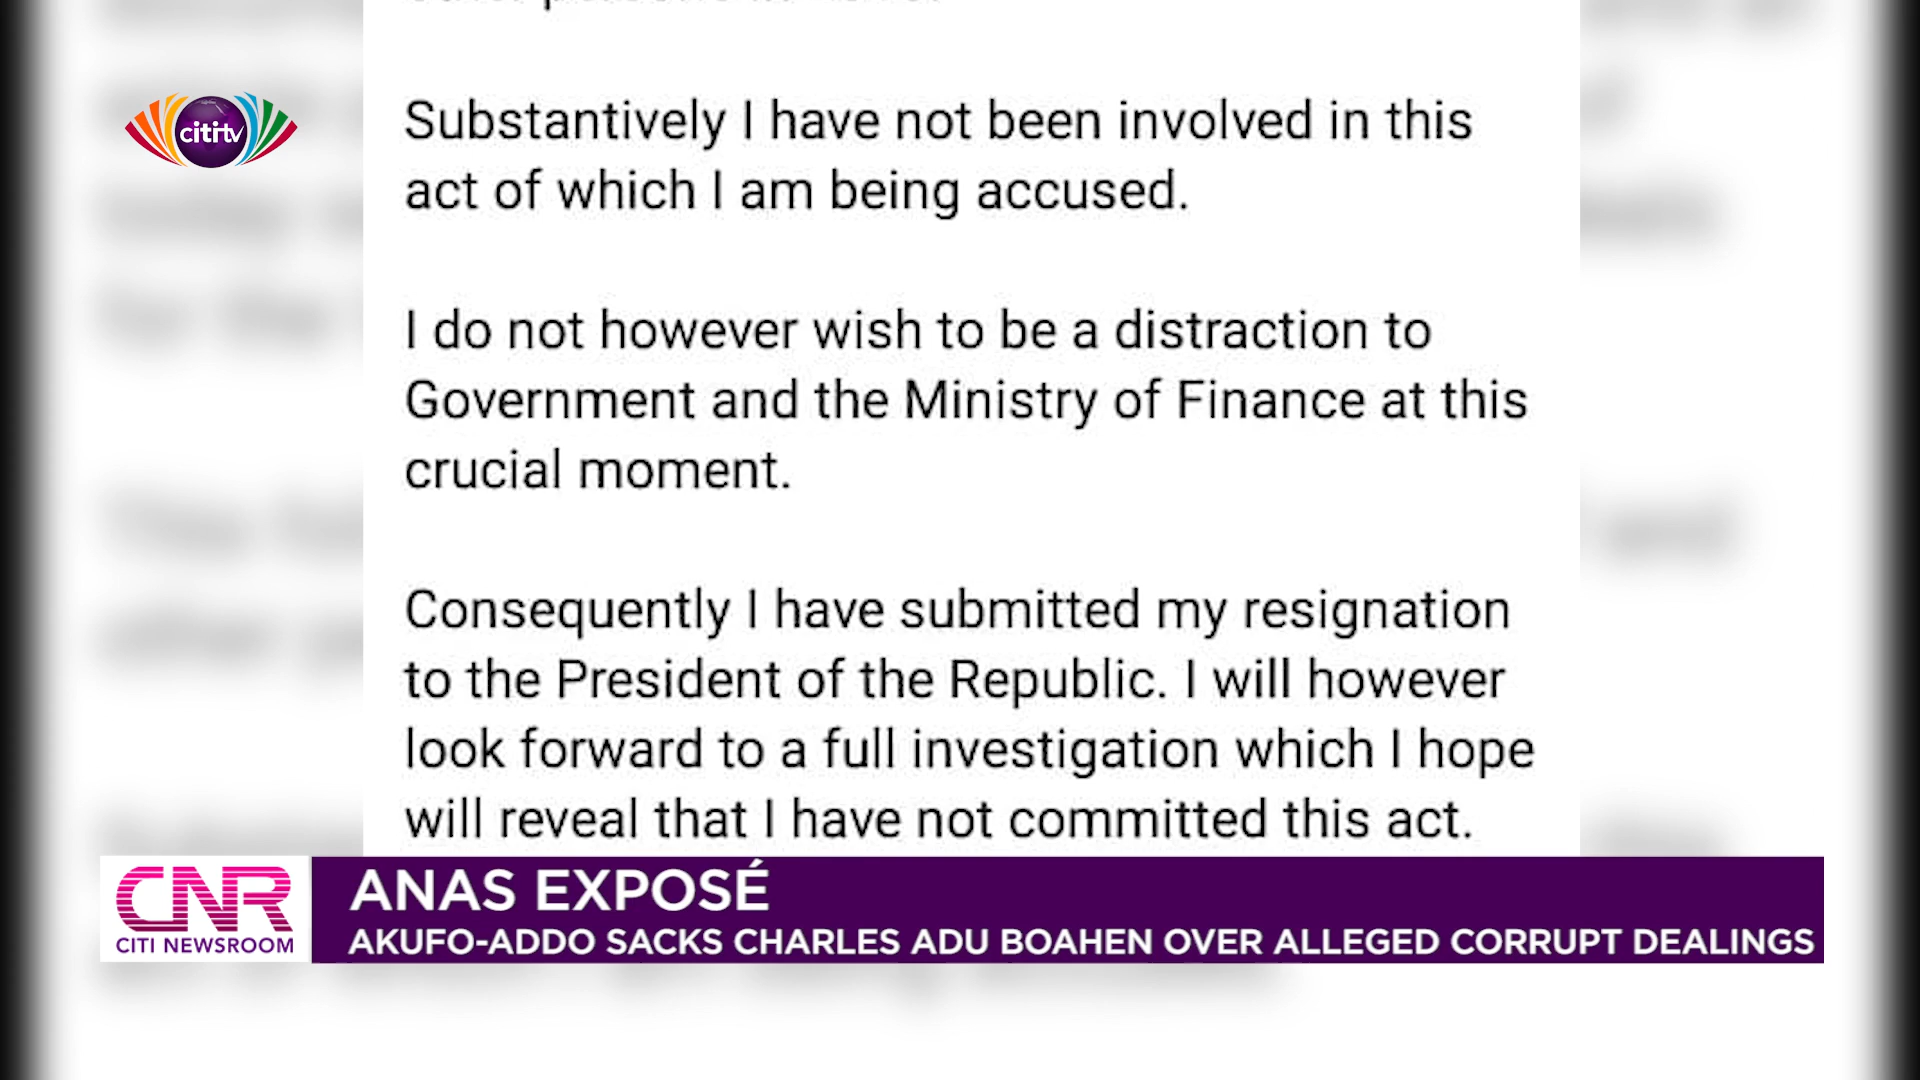 cititv
Substantively I have not been involved in this
act of which I am being accused.
I do not however wish to be a distraction to
Government and the Ministry of Finance at this
crucial moment.
Consequently I have submitted my resignation
to the President of the Republic. I will however
look forward to a full investigation which I hope
will reveal that I have not committed this act.
CNR
CITI NEWSROOM
ANAS EXPOSÉ
AKUFO-ADDO SACKS CHARLES ADU BOAHEN OVER ALLEGED CORRUPT DEALINGS